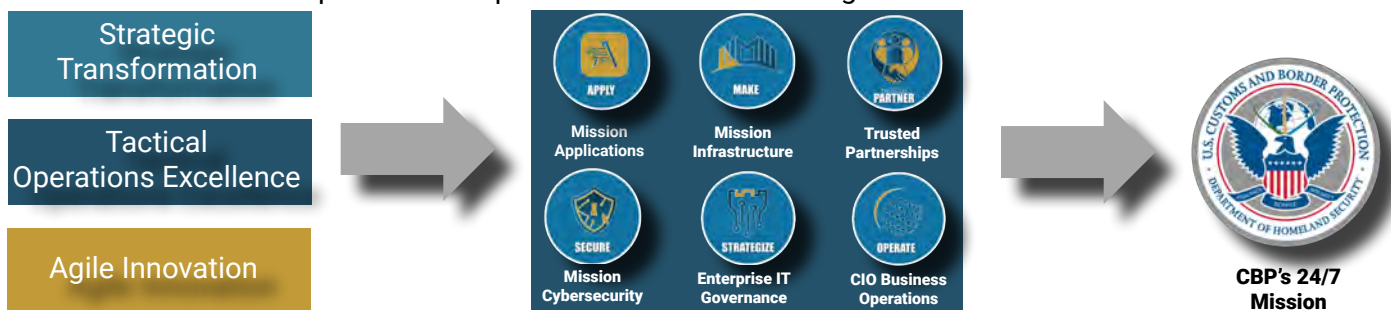 Strategic
Transformation
Tactical
Operations Excellence
Agile Innovation
APPLY
Mission
Applications
MAKE
Mission
Infrastructure
PARTNER
Trusted
Partnerships
SECURE
Mission
Cybersecurity
STRATEGIZE
Enterprise IT
Governance
OPERATE
CIO Business
Operations
U.S. CUSTOMS AND BORDER PROTECTION
DEPARTMENT OF HOMELAND SECURITY
CBP's 24/7
Mission